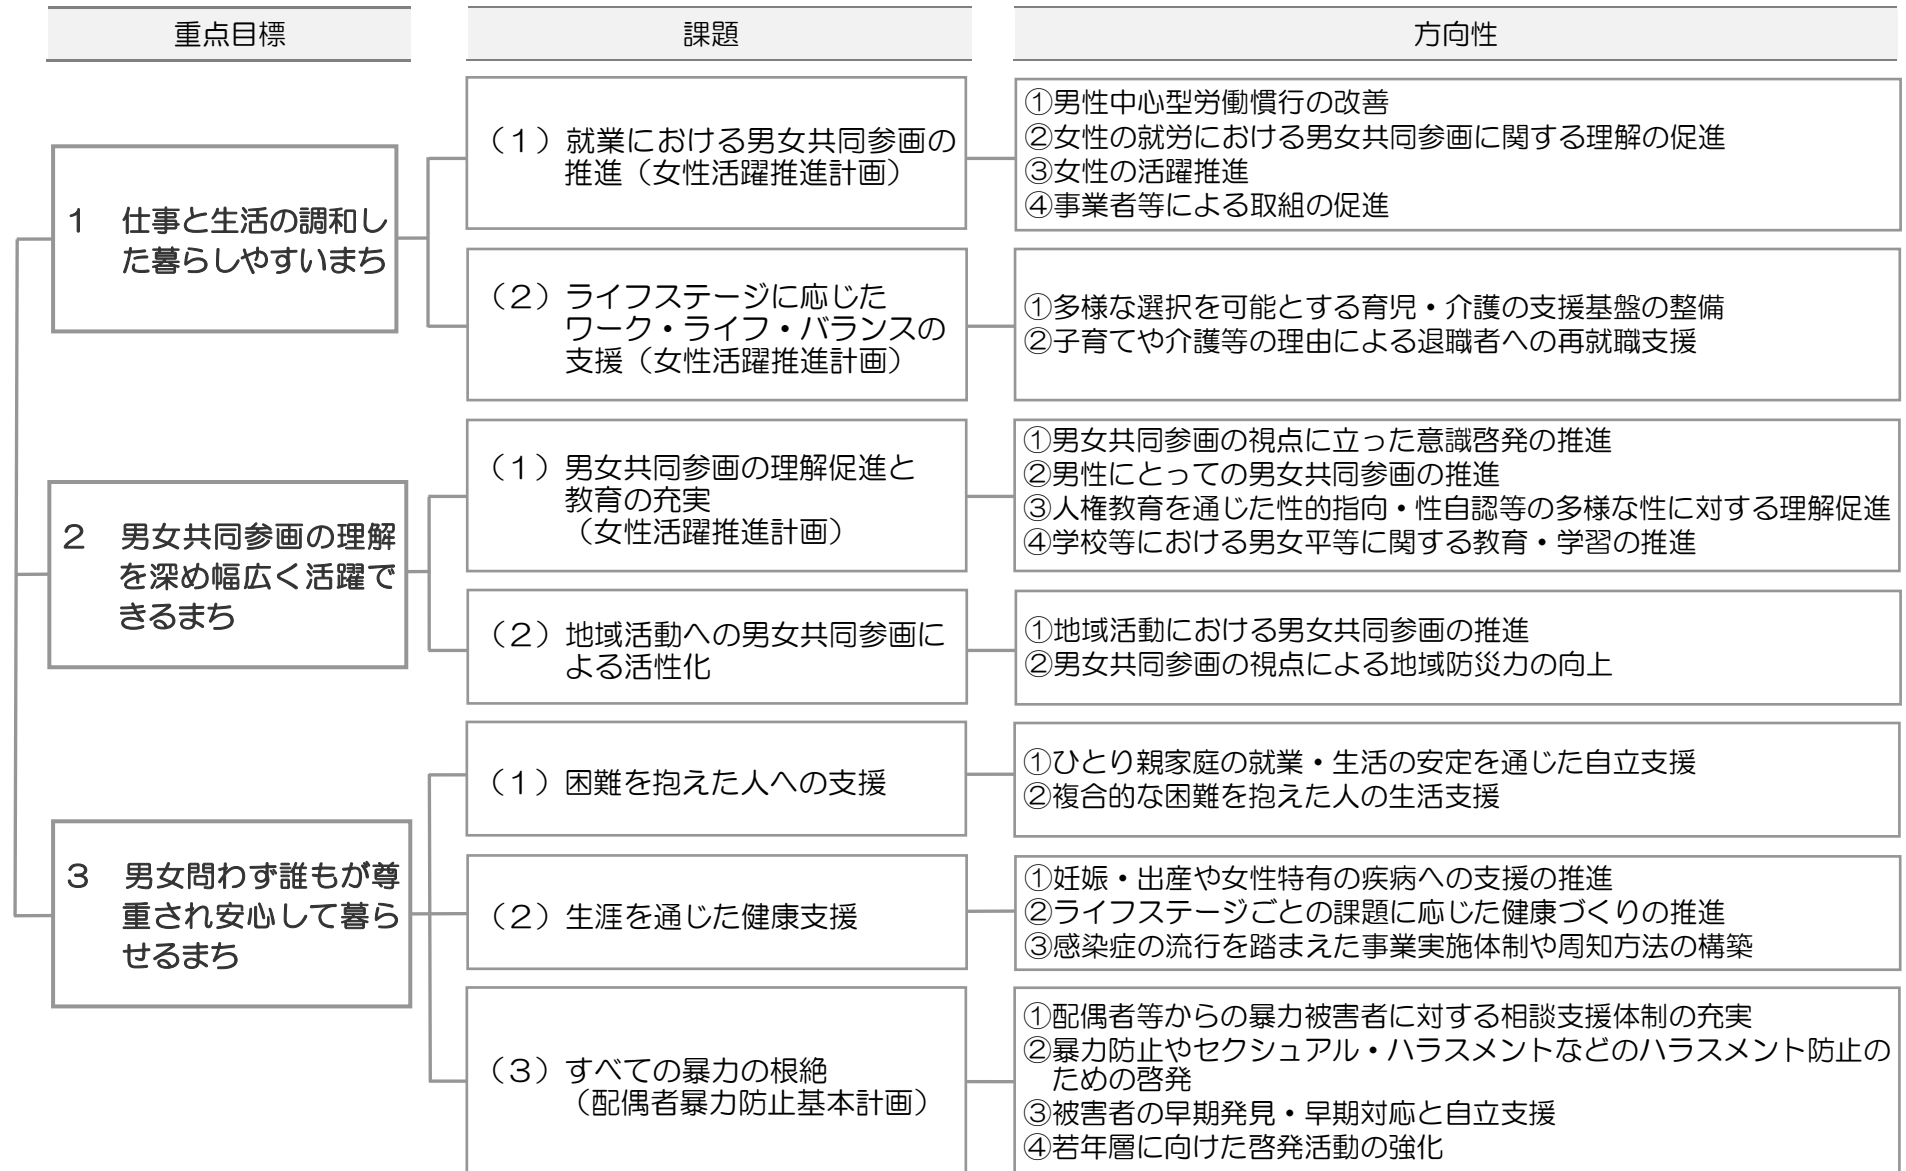 重点目標
課題
方向性
１　仕事と生活の調和し
た暮らしやすいまち
（１）就業における男女共同参画の
推進（女性活躍推進計画）
①男性中心型労働慣行の改善
②女性の就労における男女共同参画に関する理解の促進
③女性の活躍推進
④事業者等による取組の促進
（２）ライフステージに応じた
ワーク・ライフ・バランスの
支援（女性活躍推進計画）
①多様な選択を可能とする育児・介護の支援基盤の整備
②子育てや介護等の理由による退職者への再就職支援
２　男女共同参画の理解
を深め幅広く活躍で
きるまち
（１）男女共同参画の理解促進と
教育の充実
（女性活躍推進計画）
①男女共同参画の視点に立った意識啓発の推進
②男性にとっての男女共同参画の推進
③人権教育を通じた性的指向・性自認等の多様な性に対する理解促進
④学校等における男女平等に関する教育・学習の推進
（２）地域活動への男女共同参画に
よる活性化
①地域活動における男女共同参画の推進
②男女共同参画の視点による地域防災力の向上
３　男女問わず誰もが尊
重され安心して暮ら
せるまち
（１）困難を抱えた人への支援
①ひとり親家庭の就業・生活の安定を通じた自立支援
②複合的な困難を抱えた人の生活支援
（２）生涯を通じた健康支援
①妊娠・出産や女性特有の疾病への支援の推進
②ライフステージごとの課題に応じた健康づくりの推進
③感染症の流行を踏まえた事業実施体制や周知方法の構築
（３）すべての暴力の根絶
（配偶者暴力防止基本計画）
①配偶者等からの暴力被害者に対する相談支援体制の充実
②暴力防止やセクシュアル・ハラスメントなどのハラスメント防止の
ための啓発
③被害者の早期発見・早期対応と自立支援
④若年層に向けた啓発活動の強化